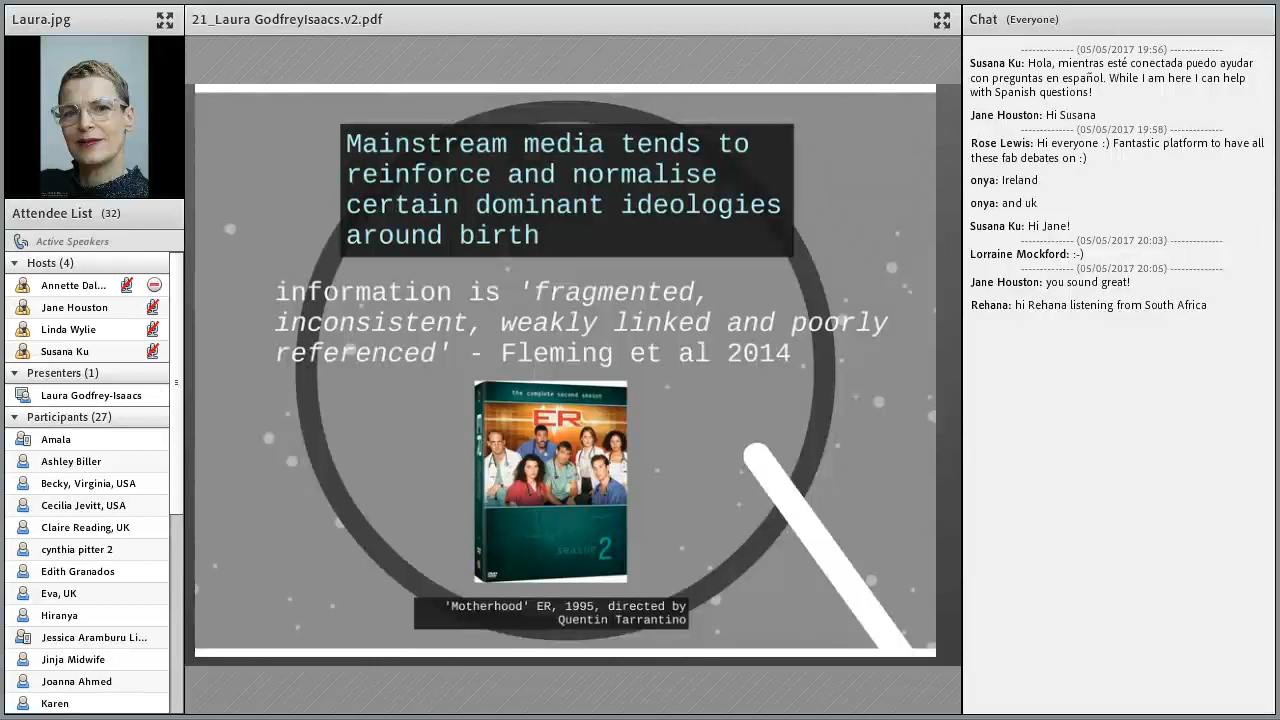 Laura.jpg
Attendee List (32)
Active Speakers
Hosts (4)
Annette Dal...
Jane Houston
Linda Wylie
Susana Ku
Presenters (1)
Laura Godfrey-Isaacs
Participants (27)
Amala
Ashley Biller
Becky, Virginia, USA
Cecilia Jevitt, USA
Claire Reading, UK
cynthia pitter 2
Edith Granados
Eva, UK
Hiranya
Jessica Aramburu Li...
Jinja Midwife
Joanna Ahmed
Karen
21_Laura GodfreyIsaacs.v2.pdf
Mainstream media tends to
reinforce and normalise
certain dominant ideologies
around birth
information is 'fragmented,
inconsistent, weakly linked and poorly
referenced' - Fleming et al 2014
the complete second season
ER
season 2
'Motherhood' ER, 1995, directed by
Quentin Tarrantino
Chat (Everyone)
-------------- (05/05/2017 19:56) --------------
Susana Ku: Hola, mientras esté conectada puedo ayudar
con preguntas en español. While I am here I can help
with Spanish questions!
Jane Houston: Hi Susana
-------------- (05/05/2017 19:58) --------------
Rose Lewis: Hi everyone :) Fantastic platform to have all
these fab debates on :)
onya: Ireland
onya: and uk
Susana Ku: Hi Jane!
-------------- (05/05/2017 20:03) --------------
Lorraine Mockford: :-)
-------------- (05/05/2017 20:05) --------------
Jane Houston: you sound great!
Rehana: hi Rehana listening from South Africa